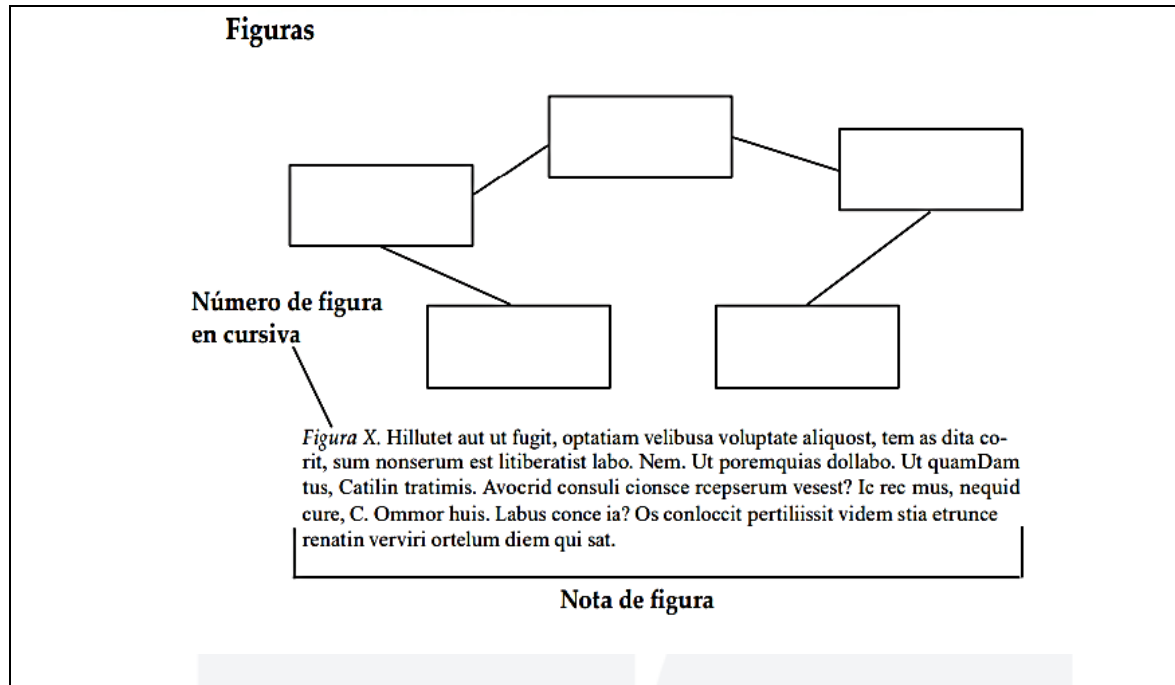 Figuras
Número de figura
en cursiva
Figura X. Hillutet aut ut fugit, optatiam velibusa voluptate aliquost, tem as dita co-
rit, sum nonserum est litiberatist labo. Nem. Ut poremquias dollabo. Ut quamDam
tus, Catilin tratimis. Avocrid consuli cionsce rcepserum vesest? Ic rec mus, nequid
cure, C. Ommor huis. Labus conce ia? Os conloccit pertiliissit videm stia etrunce
renatin verviri ortelum diem qui sat.
Nota de figura